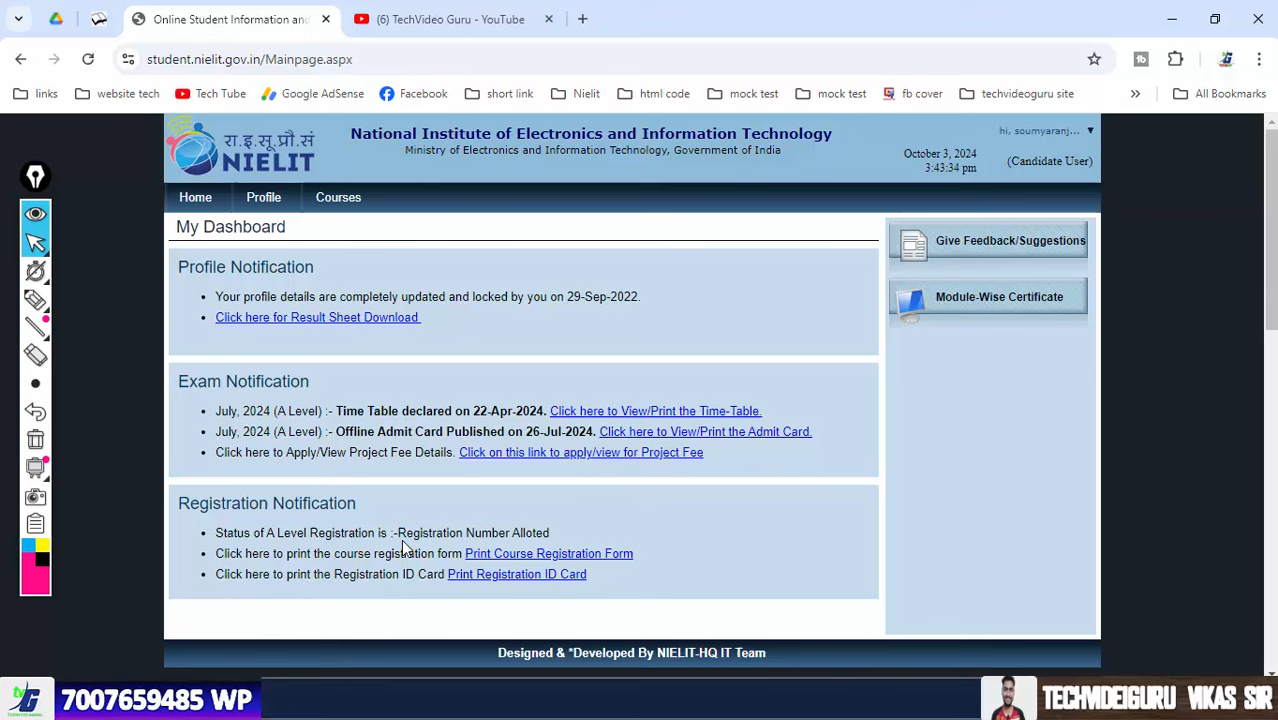 Online Student Information and
(6) TechVideo Guru - YouTube
student.nielit.gov.in/Mainpage.aspx
links
website tech
Tech Tube
Google AdSense
Facebook
short link
Nielit
html code
mock test
mock test
fb cover
techvideoguru site
All Bookmarks
रा.इ.सू.प्रौ.सं
NIELIT
National Institute of Electronics and Information Technology
Ministry of Electronics and Information Technology, Government of India
hi, soumyaranj... ▼
October 3, 2024
3:43:34 pm
(Candidate User)
Home
Profile
Courses
My Dashboard
Give Feedback/Suggestions
Module-Wise Certificate
Profile Notification
• Your profile details are completely updated and locked by you on 29-Sep-2022.
• Click here for Result Sheet Download
Exam Notification
• July, 2024 (A Level) :- Time Table declared on 22-Apr-2024. Click here to View/Print the Time-Table.
• July, 2024 (A Level) :- Offline Admit Card Published on 26-Jul-2024. Click here to View/Print the Admit Card.
• Click here to Apply/View Project Fee Details. Click on this link to apply/view for Project Fee
Registration Notification
• Status of A Level Registration is :-Registration Number Alloted
• Click here to print the course registration form Print Course Registration Form
• Click here to print the Registration ID Card Print Registration ID Card
Designed & *Developed By NIELIT-HQ IT Team
7007659485 WP
TECHVIDEIGURU VIKAS SIR